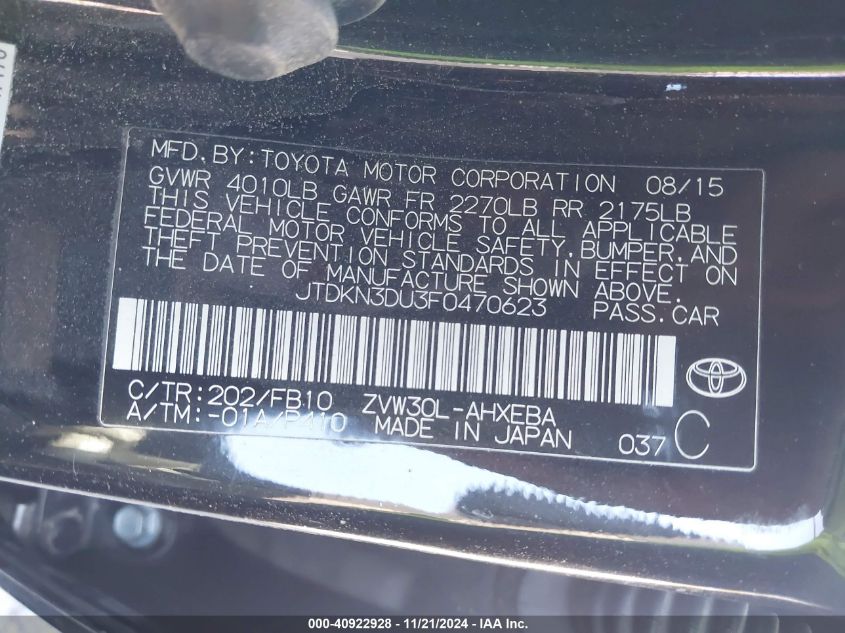 MFD. BY: TOYOTA MOTOR CORPORATION 08/15
GVWR 4010LB GAWR FR 2270LB RR 2175LB
THIS VEHICLE CONFORMS TO ALL APPLICABLE
FEDERAL MOTOR VEHICLE SAFETY, BUMPER, AND
THEFT PREVENTION STANDARDS IN EFFECT ON
THE DATE OF MANUFACTURE SHOWN ABOVE.
JTDKN3DU3F0470623 PASS. CAR
C/TR: 202/FB10 ZVW30L-AHXEBA
A/TM: -01A/P410 MADE IN JAPAN 037 C
000-40922928 - 11/21/2024 - IAA Inc.